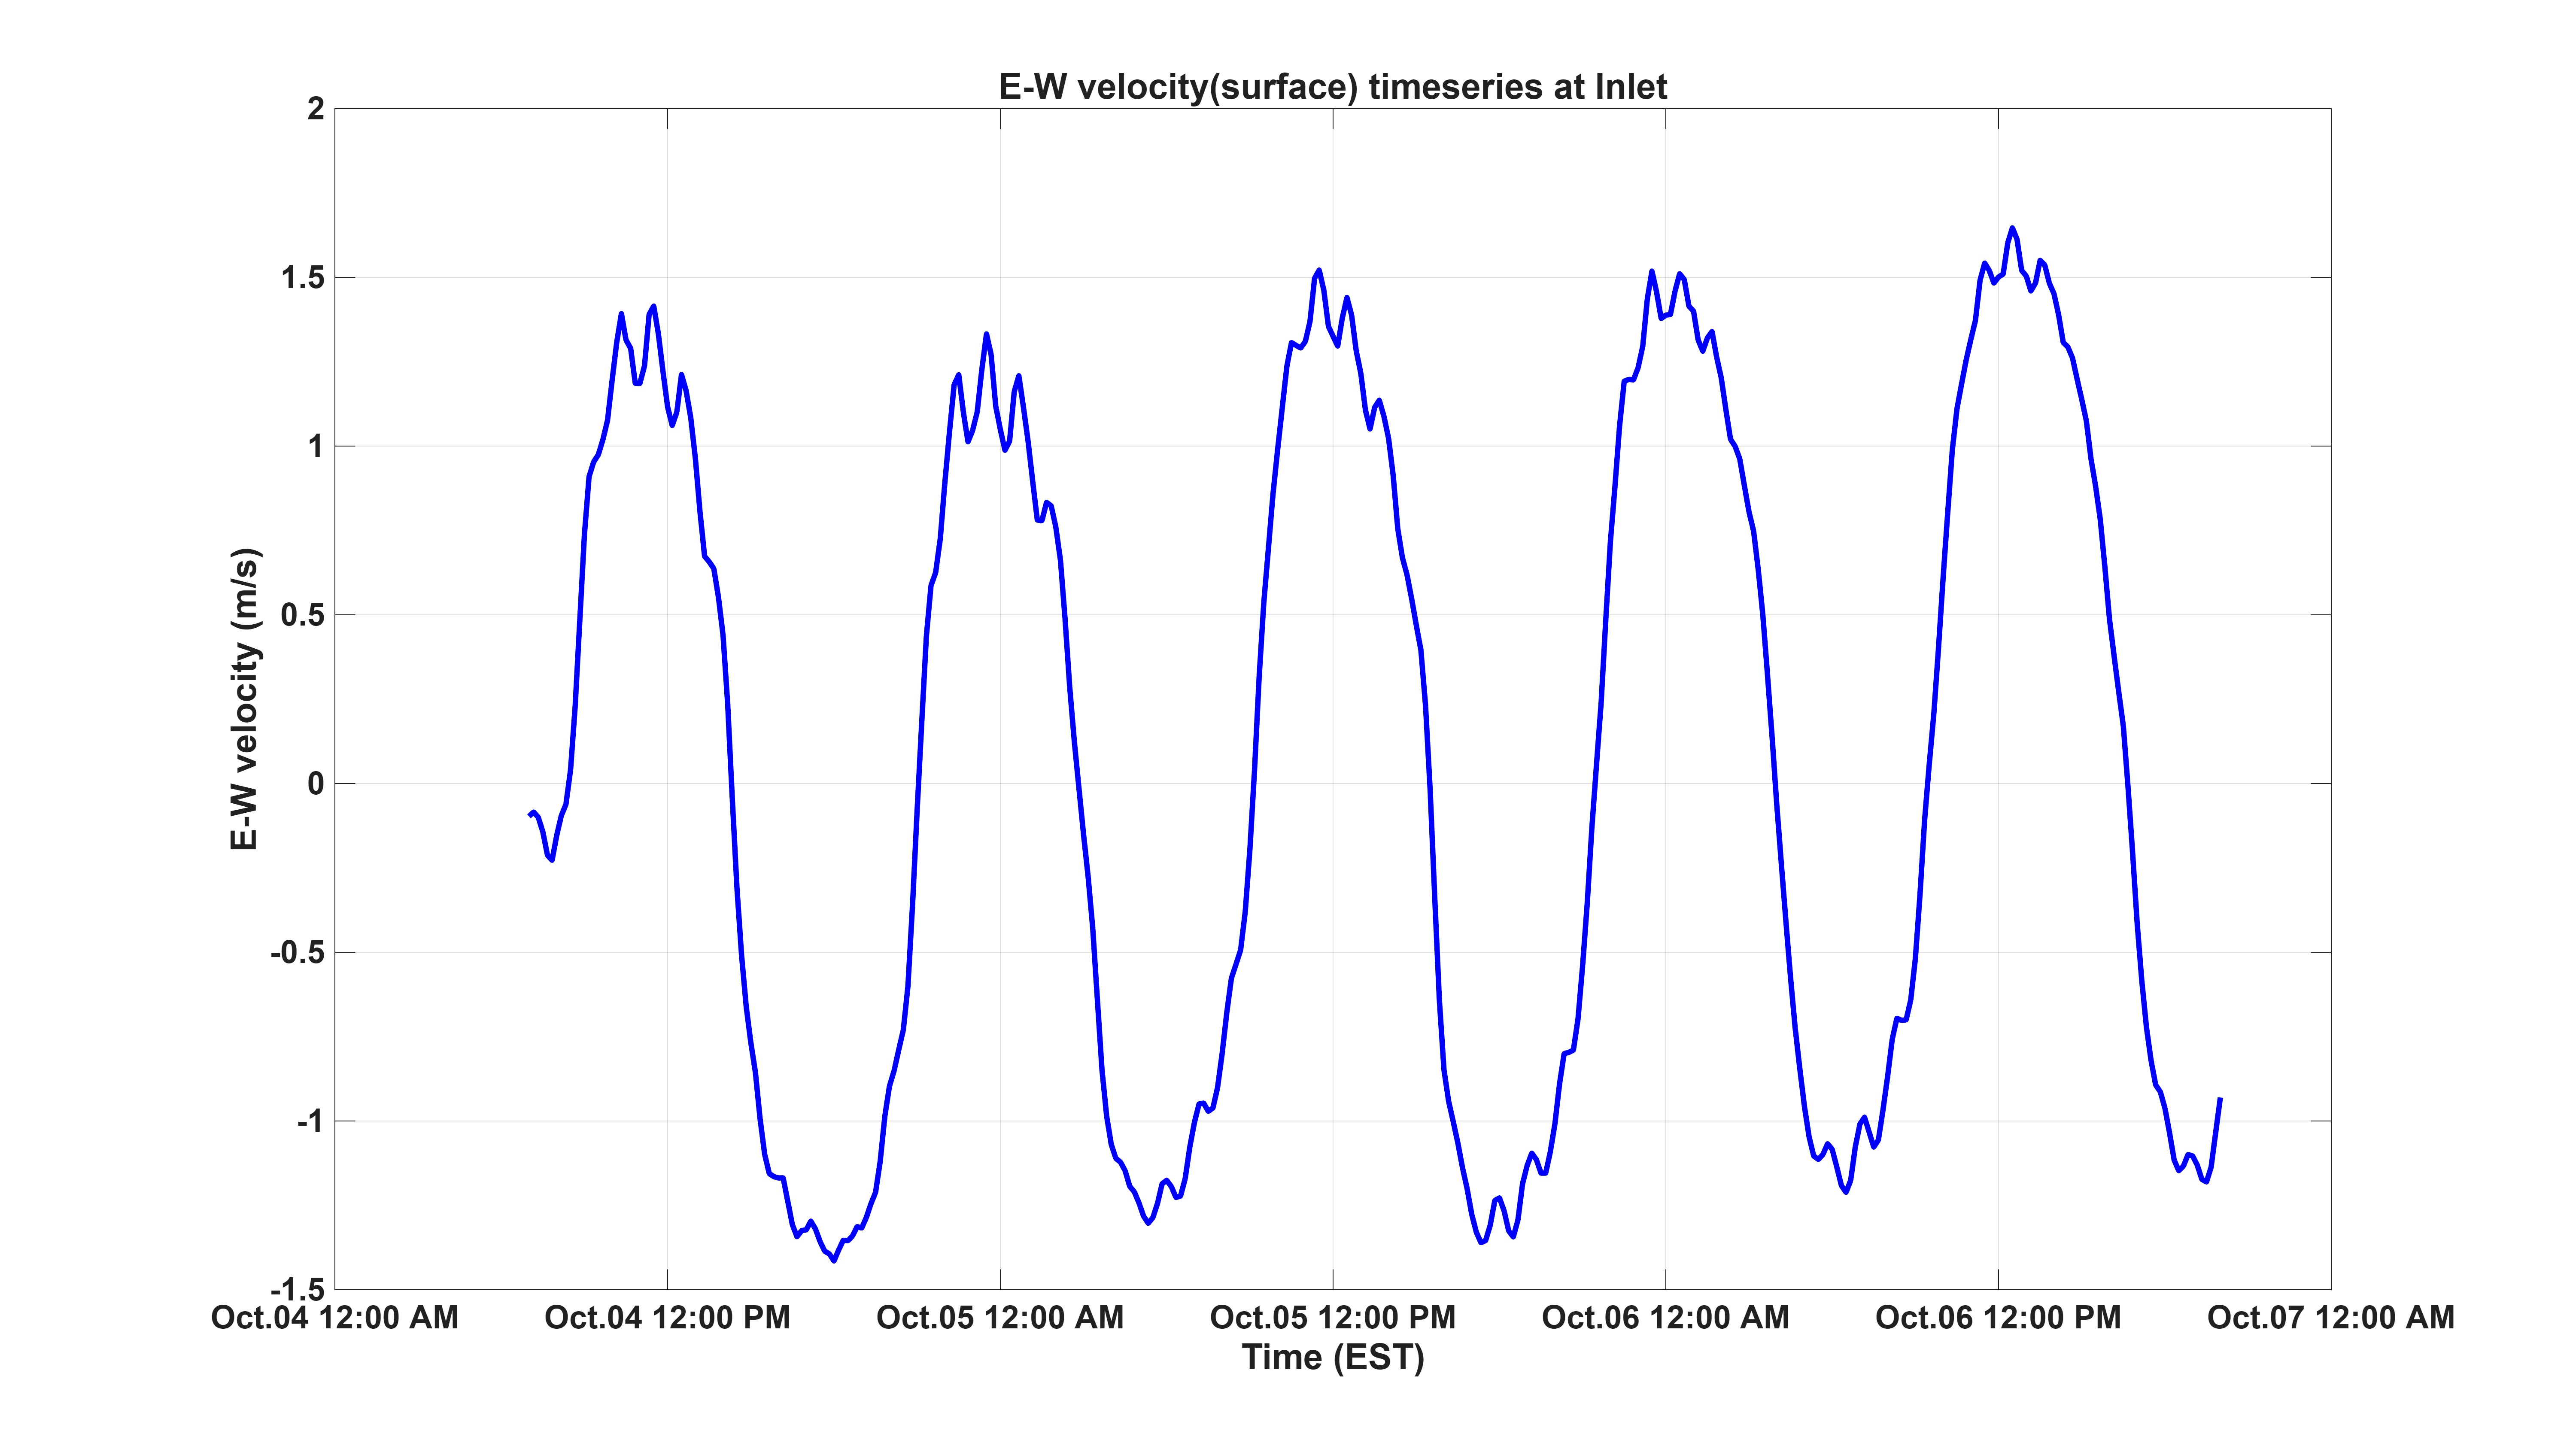 E-W velocity(surface) timeseries at Inlet
E-W velocity (m/s)
2
1.5
1
0.5
0
-0.5
-1
-1.5
Oct.04 12:00 AM
Oct.04 12:00 PM
Oct.05 12:00 AM
Oct.05 12:00 PM
Oct.06 12:00 AM
Oct.06 12:00 PM
Oct.07 12:00 AM
Time (EST)